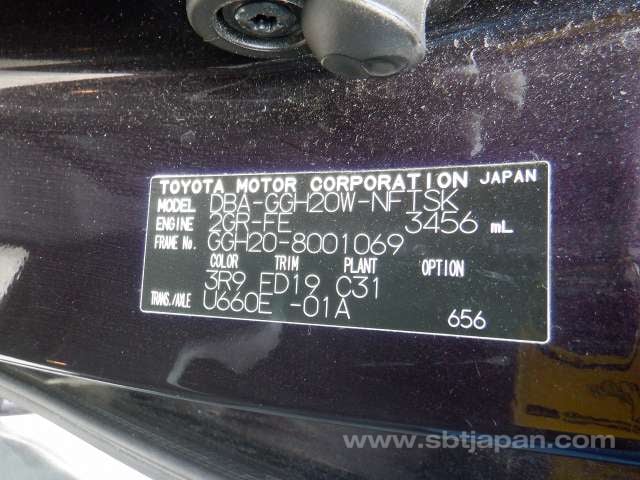 TOYOTA MOTOR CORPORATION JAPAN
MODEL DBA-GGH20W-NFTSK
ENGINE 2GR-FE 3456 mL
FRAME No. GGH20-8001069
COLOR TRIM PLANT OPTION
3R9 FD19 C31
TRANS./AXLE U660E -01A 656
www.sbtjapan.com